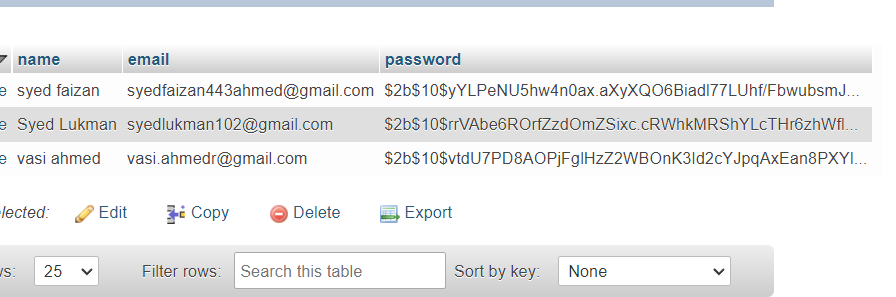 name email password
e syed faizan syedfaizan443ahmed@gmail.com $2b$10$yYLPeNU5hw4n0ax.aXyXQO6Biadl77LUhf/FbwubsmJ...
e Syed Lukman syedlukman102@gmail.com $2b$10$rrVAbe6ROrfZzdOmZSixc.cRWhkMRShYLcTHr6zhWfl...
e vasi ahmed vasi.ahmedr@gmail.com $2b$10$vtdU7PD8AOPjFglHzZ2WBOnK3ld2cYJpqAxEan8PXYl...
elected: Edit Copy Delete Export
ws: 25 Filter rows: Search this table Sort by key: None